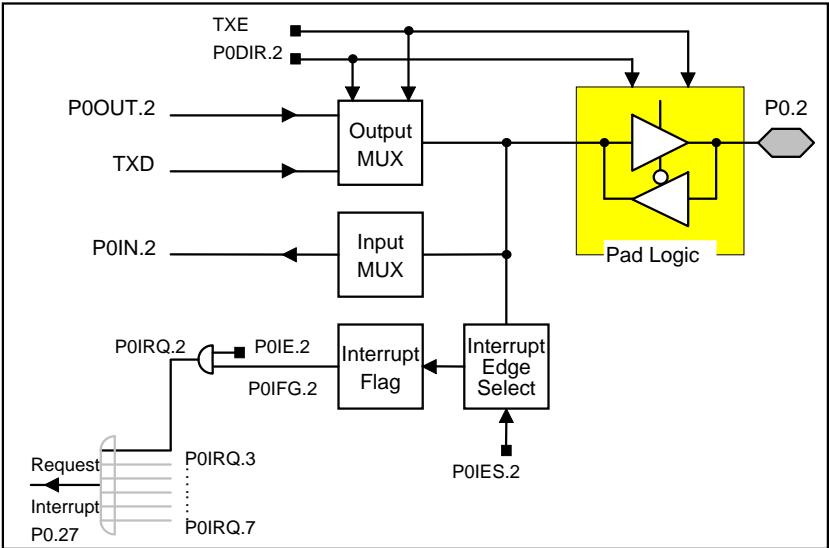 TXE
P0DIR.2
P0OUT.2
Output
MUX
P0.2
TXD
P0IN.2
Input
MUX
Pad Logic
P0IRQ.2
P0IE.2
P0IFG.2
Interrupt
Flag
Interrupt
Edge
Select
P0IES.2
Request
Interrupt
P0.27
P0IRQ.3
P0IRQ.7